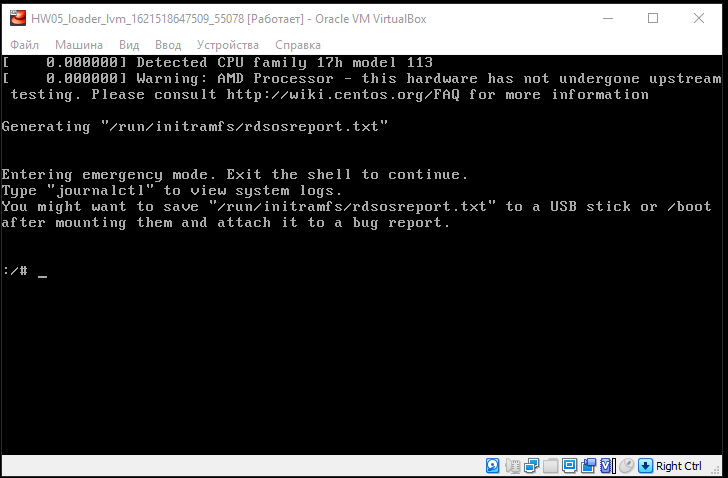 HW05_loader_lvm_1621518647509_55078 [Работает] - Oracle VM VirtualBox
Файл Машина Вид Ввод Устройства Справка
[    0.000000] Detected CPU family 17h model 113
[    0.000000] Warning: AMD Processor - this hardware has not undergone upstream
testing. Please consult http://wiki.centos.org/FAQ for more information
Generating "/run/initramfs/rdsosreport.txt"
Entering emergency mode. Exit the shell to continue.
Type "journalctl" to view system logs.
You might want to save "/run/initramfs/rdsosreport.txt" to a USB stick or /boot
after mounting them and attach it to a bug report.
:/# _
Right Ctrl